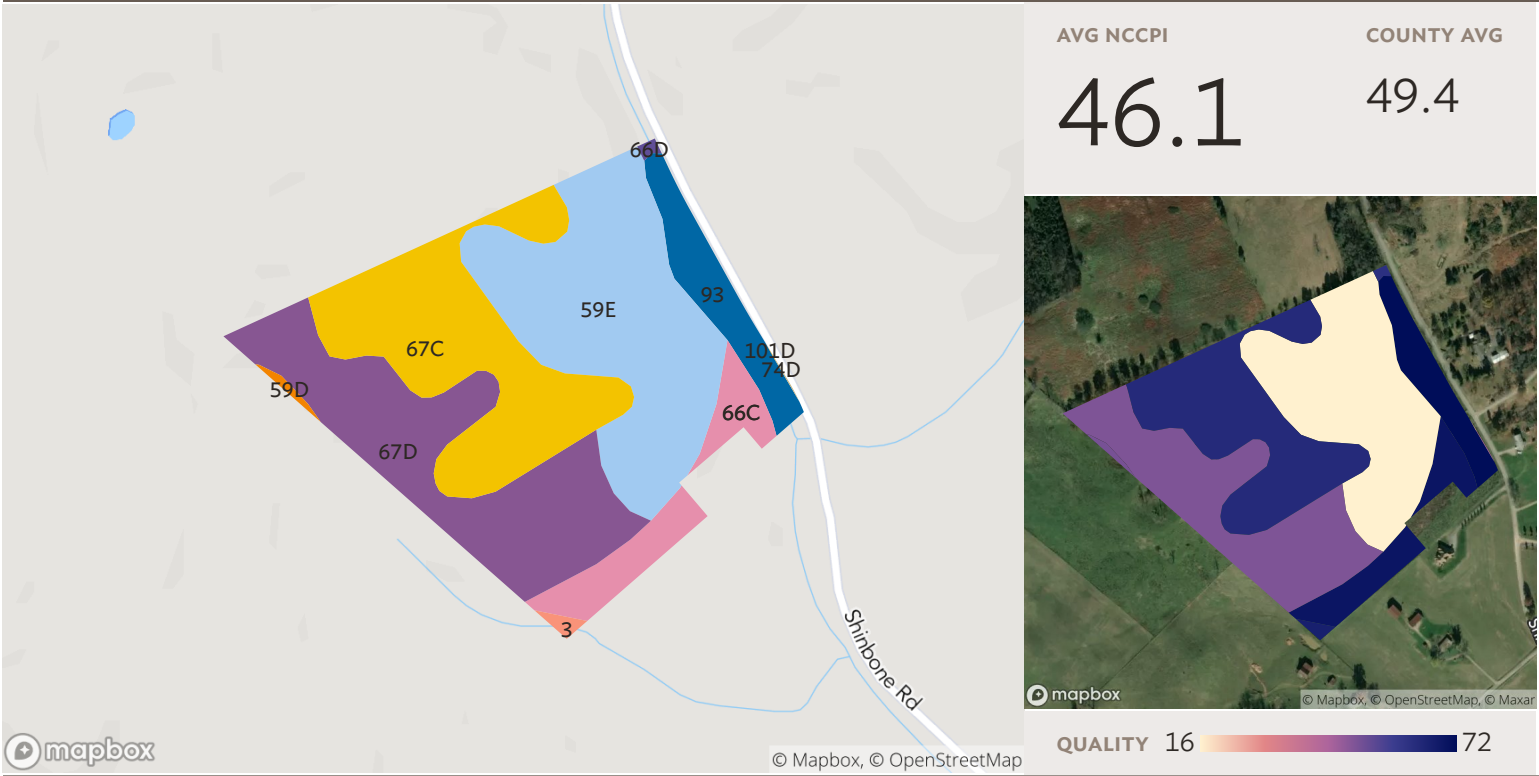 AVG NCCPI
COUNTY AVG
46.1
49.4
66D
93
59E
67C
101D
74D
59D
66C
67D
3
Shinbone Rd
mapbox
© Mapbox, © OpenStreetMap
mapbox
© Mapbox, © OpenStreetMap, © Maxar
QUALITY 16 72